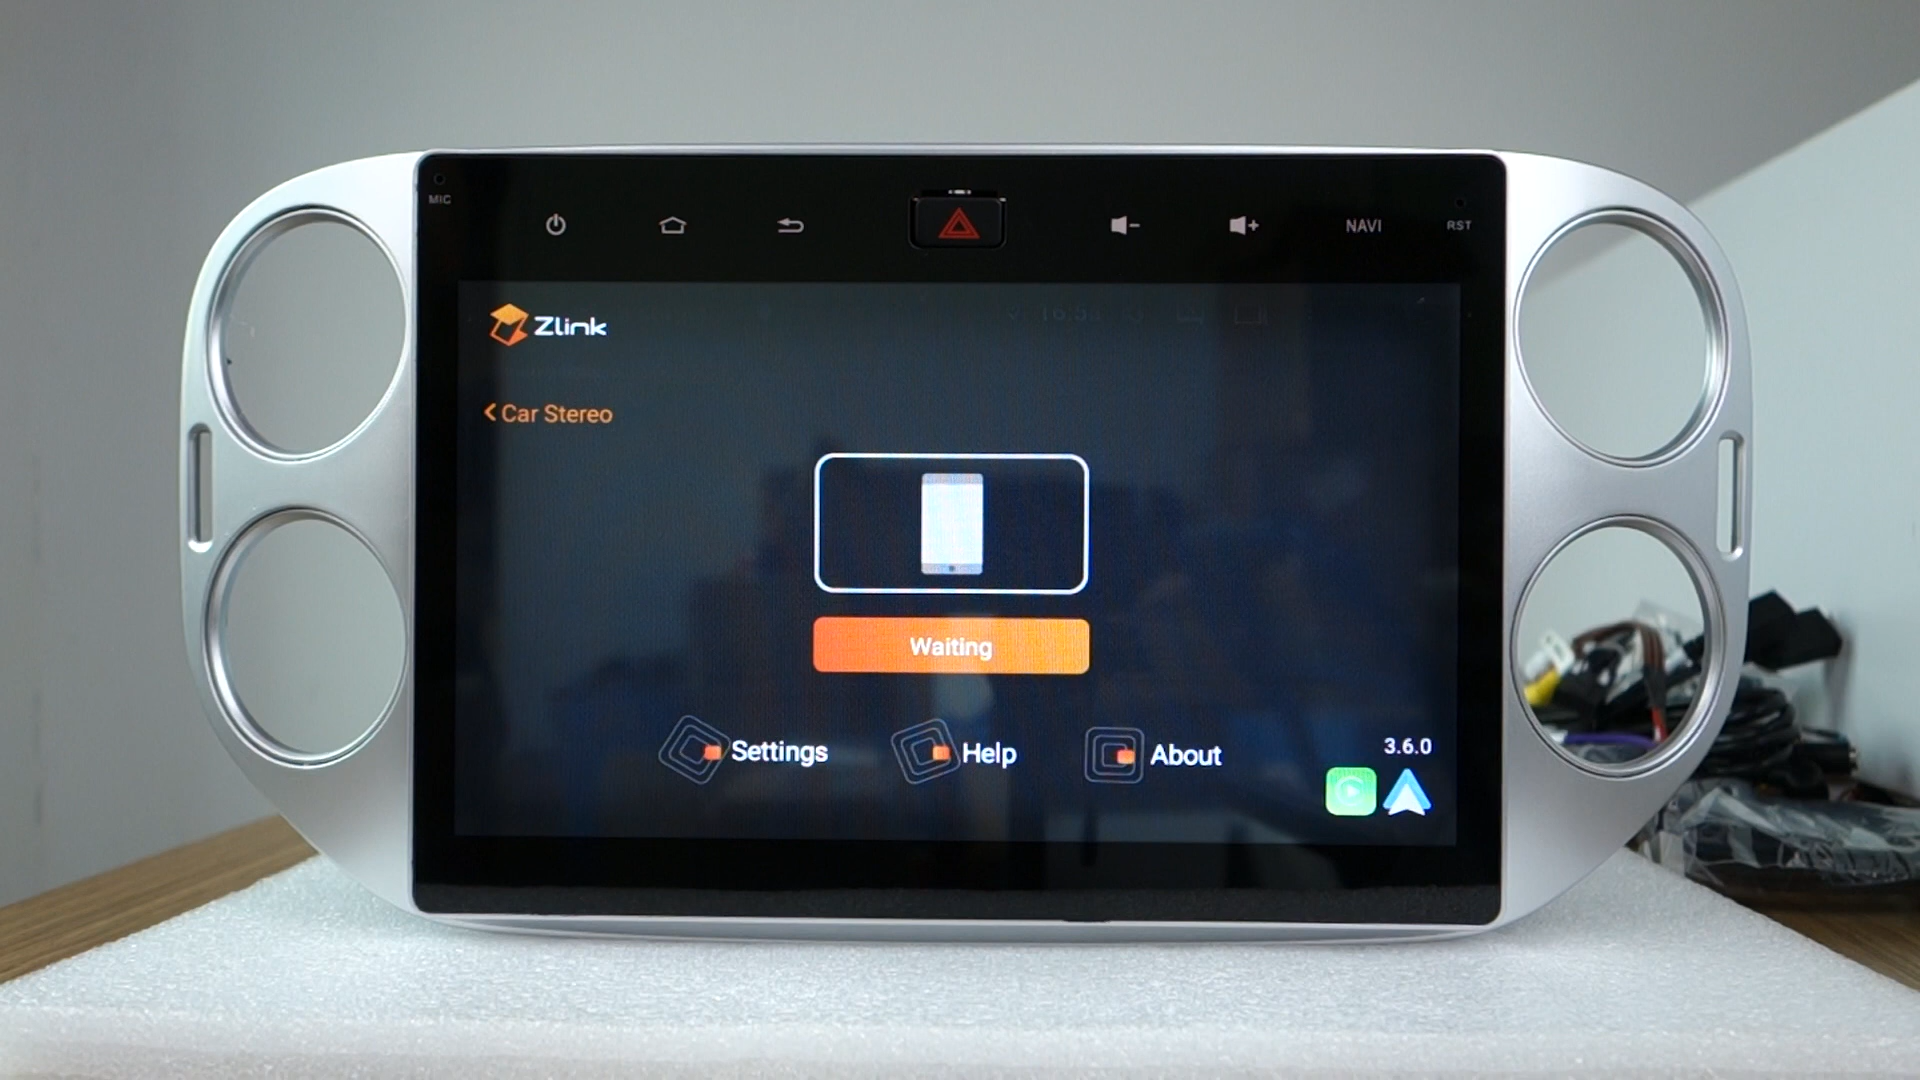 MIC
NAVI
RST
Zlink
Car Stereo
Waiting
Settings
Help
About
3.6.0